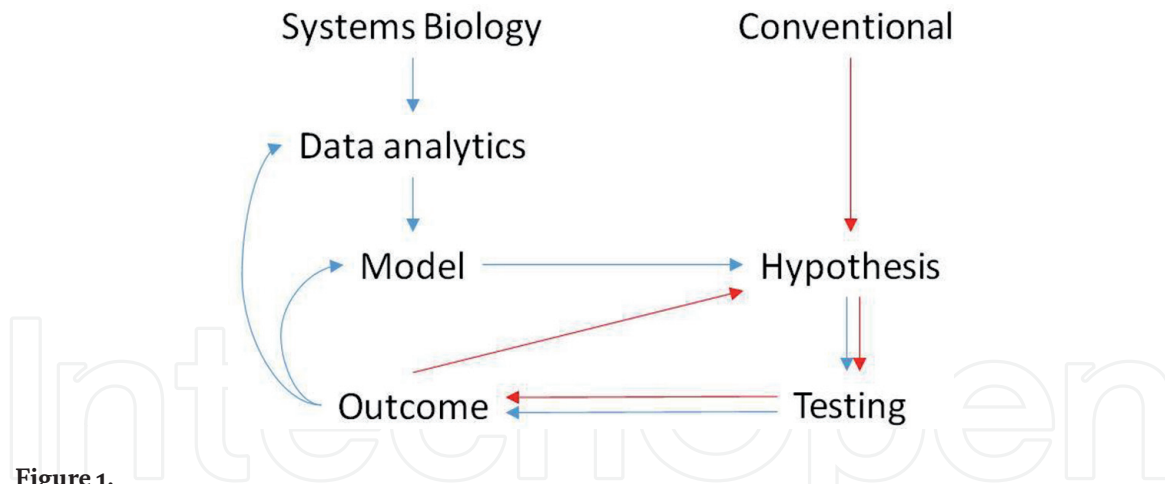 Systems Biology
Conventional
Data analytics
Model
Hypothesis
Outcome
Testing
IntechOpen
Figure 1.